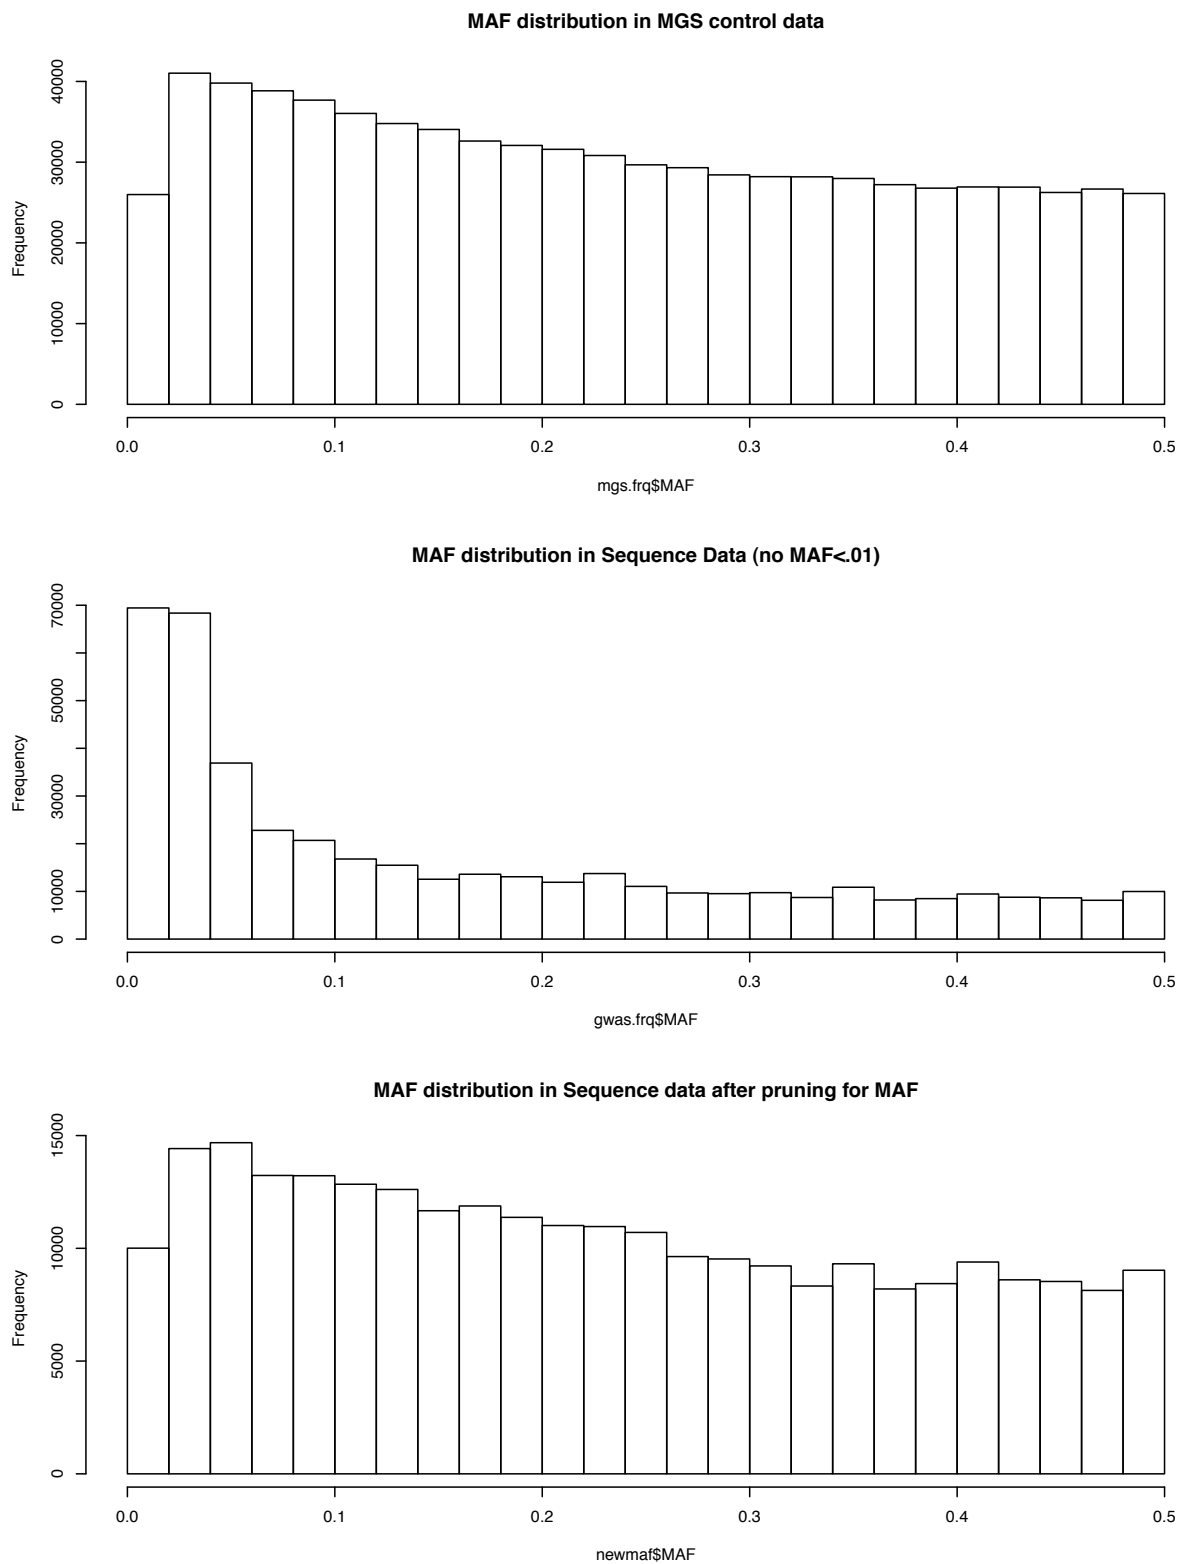 MAF distribution in MGS control data
Frequency
40000
30000
20000
10000
0
0.0 0.1 0.2 0.3 0.4 0.5
mgs.frq$MAF
MAF distribution in Sequence Data (no MAF<.01)
Frequency
70000
50000
30000
10000
0
0.0 0.1 0.2 0.3 0.4 0.5
gwas.frq$MAF
MAF distribution in Sequence data after pruning for MAF
Frequency
15000
10000
5000
0
0.0 0.1 0.2 0.3 0.4 0.5
newmaf$MAF